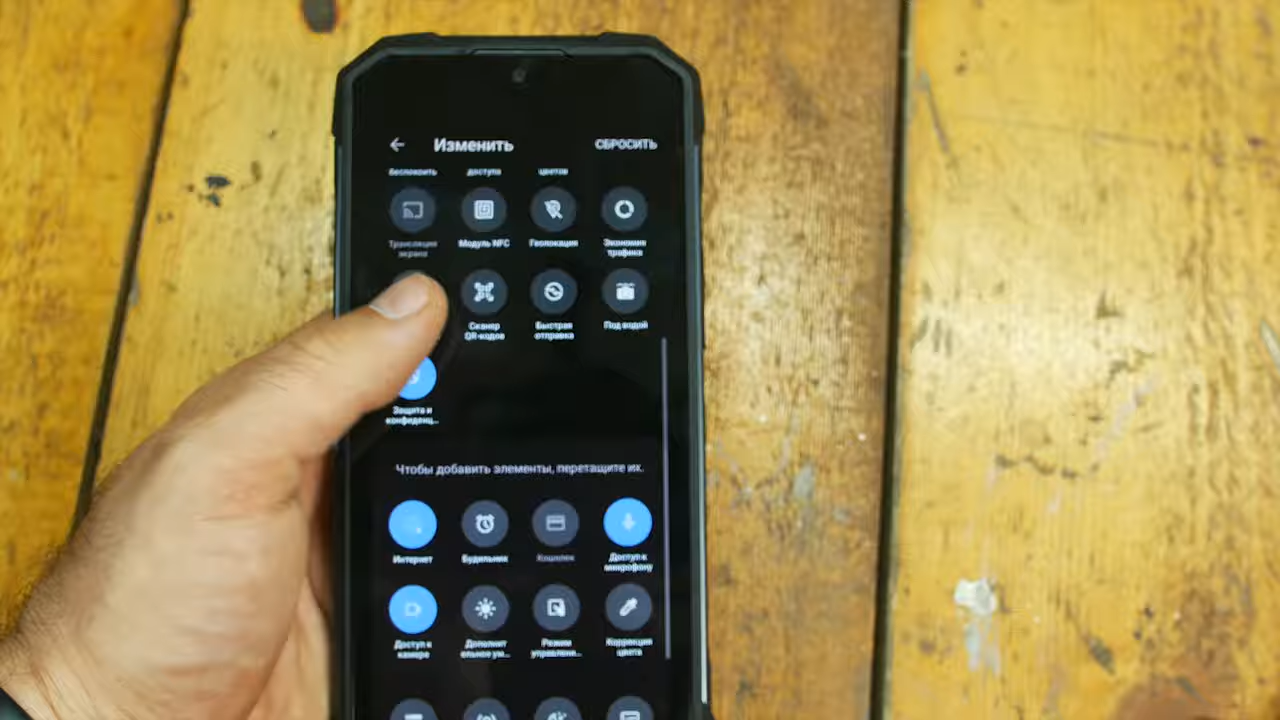 Изменить СБРОСИТЬ
беспокоить доступа цветов
Трансляция Модуль NFC Геолокация Экономия
экрана трафика
Сканер Быстрая Под водой
QR-кодов отправка
Защита и
конфиденц...
Чтобы добавить элементы, перетащите их.
Интернет Будильник Кошелек Доступ к
микрофону
Доступ к Дополнит Режим Коррекция
камере ельное ум... управлени... цвета